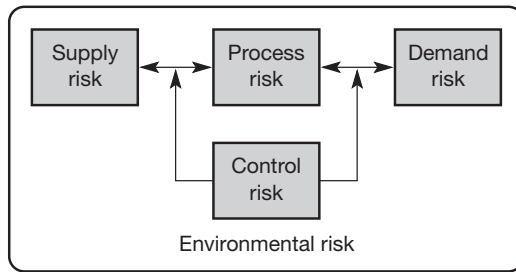 Supply
risk
Process
risk
Demand
risk
Control
risk
Environmental risk